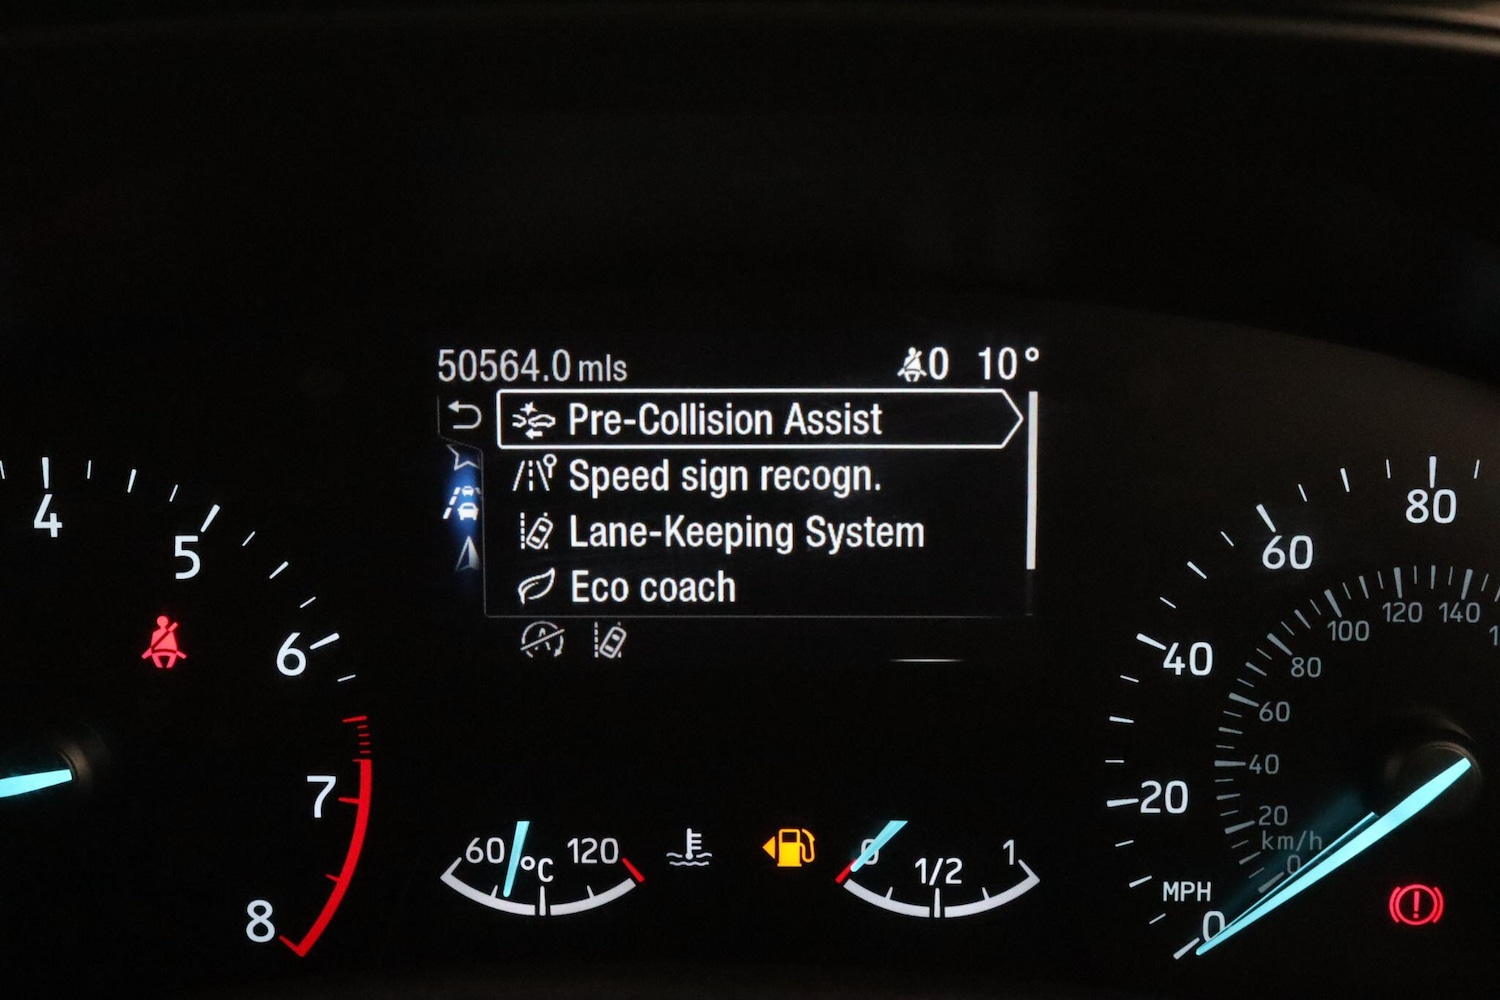 50564.0 mls 0 10°
Pre-Collision Assist
Speed sign recogn.
Lane-Keeping System
Eco coach
A
4
5
6
7
8
60 °C 120
0 1/2 1
80
60
40
20
0
MPH
140
120
100
80
60
40
20
km/h
0